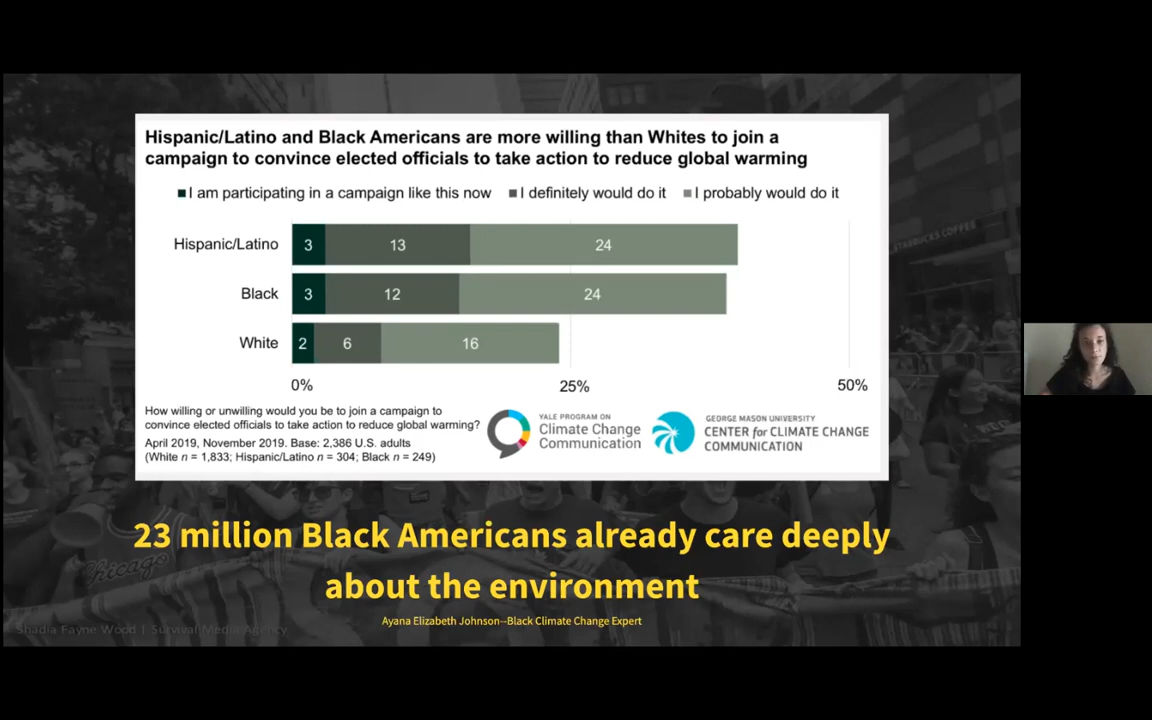 Hispanic/Latino and Black Americans are more willing than Whites to join a
campaign to convince elected officials to take action to reduce global warming
I am participating in a campaign like this now I definitely would do it I probably would do it
Hispanic/Latino 3 13 24
Black 3 12 24
White 2 6 16
0% 25% 50%
How willing or unwilling would you be to join a campaign to
convince elected officials to take action to reduce global warming?
April 2019, November 2019. Base: 2,386 U.S. adults
(White n = 1,833; Hispanic/Latino n = 304; Black n = 249)
YALE PROGRAM ON
Climate Change
Communication
GEORGE MASON UNIVERSITY
CENTER for CLIMATE CHANGE
COMMUNICATION
STARBUCKS COFFEE
23 million Black Americans already care deeply
about the environment
Chicago
Ayana Elizabeth Johnson--Black Climate Change Expert
Shadia Fayne Wood | Survival Media Agency